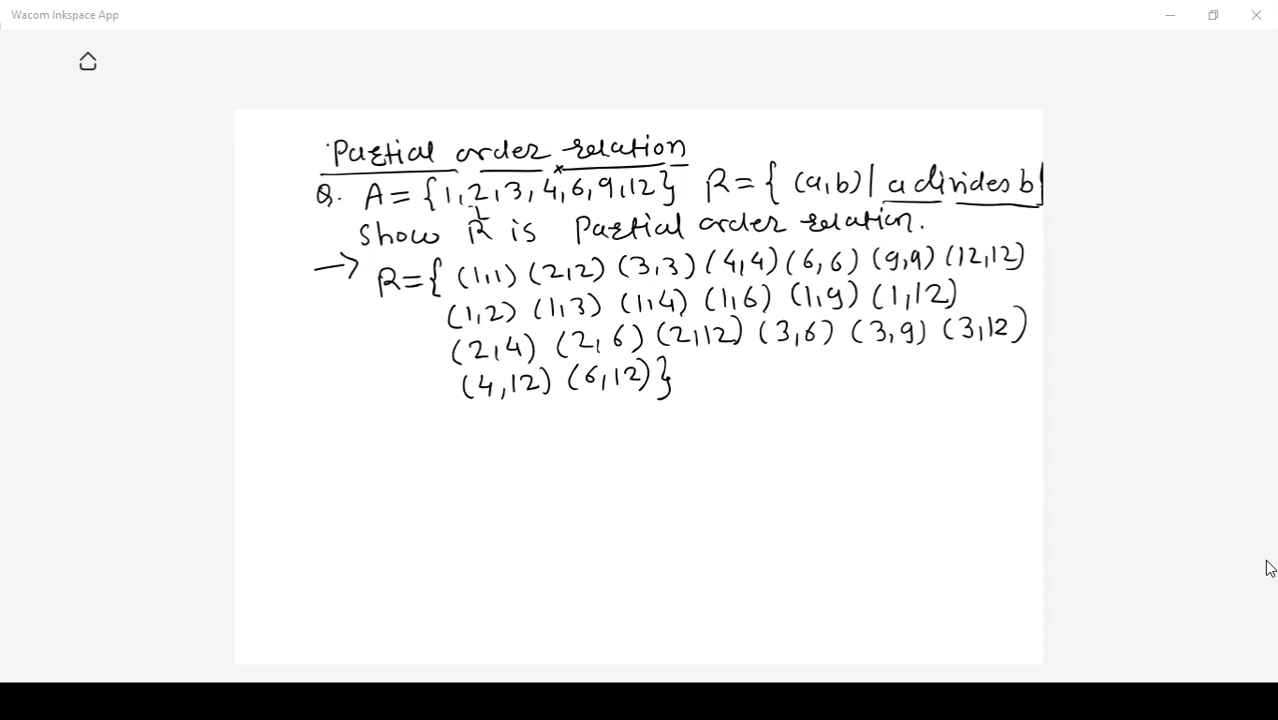 Wacom Inkspace App
Partial order relation
Q. A = {1,2,3,4,6,9,12} R = { (a,b) | a divides b}
show R is Partial order relation.
→ R = { (1,1) (2,2) (3,3) (4,4) (6,6) (9,9) (12,12)
(1,2) (1,3) (1,4) (1,6) (1,9) (1,12)
(2,4) (2,6) (2,12) (3,6) (3,9) (3,12)
(4,12) (6,12) }